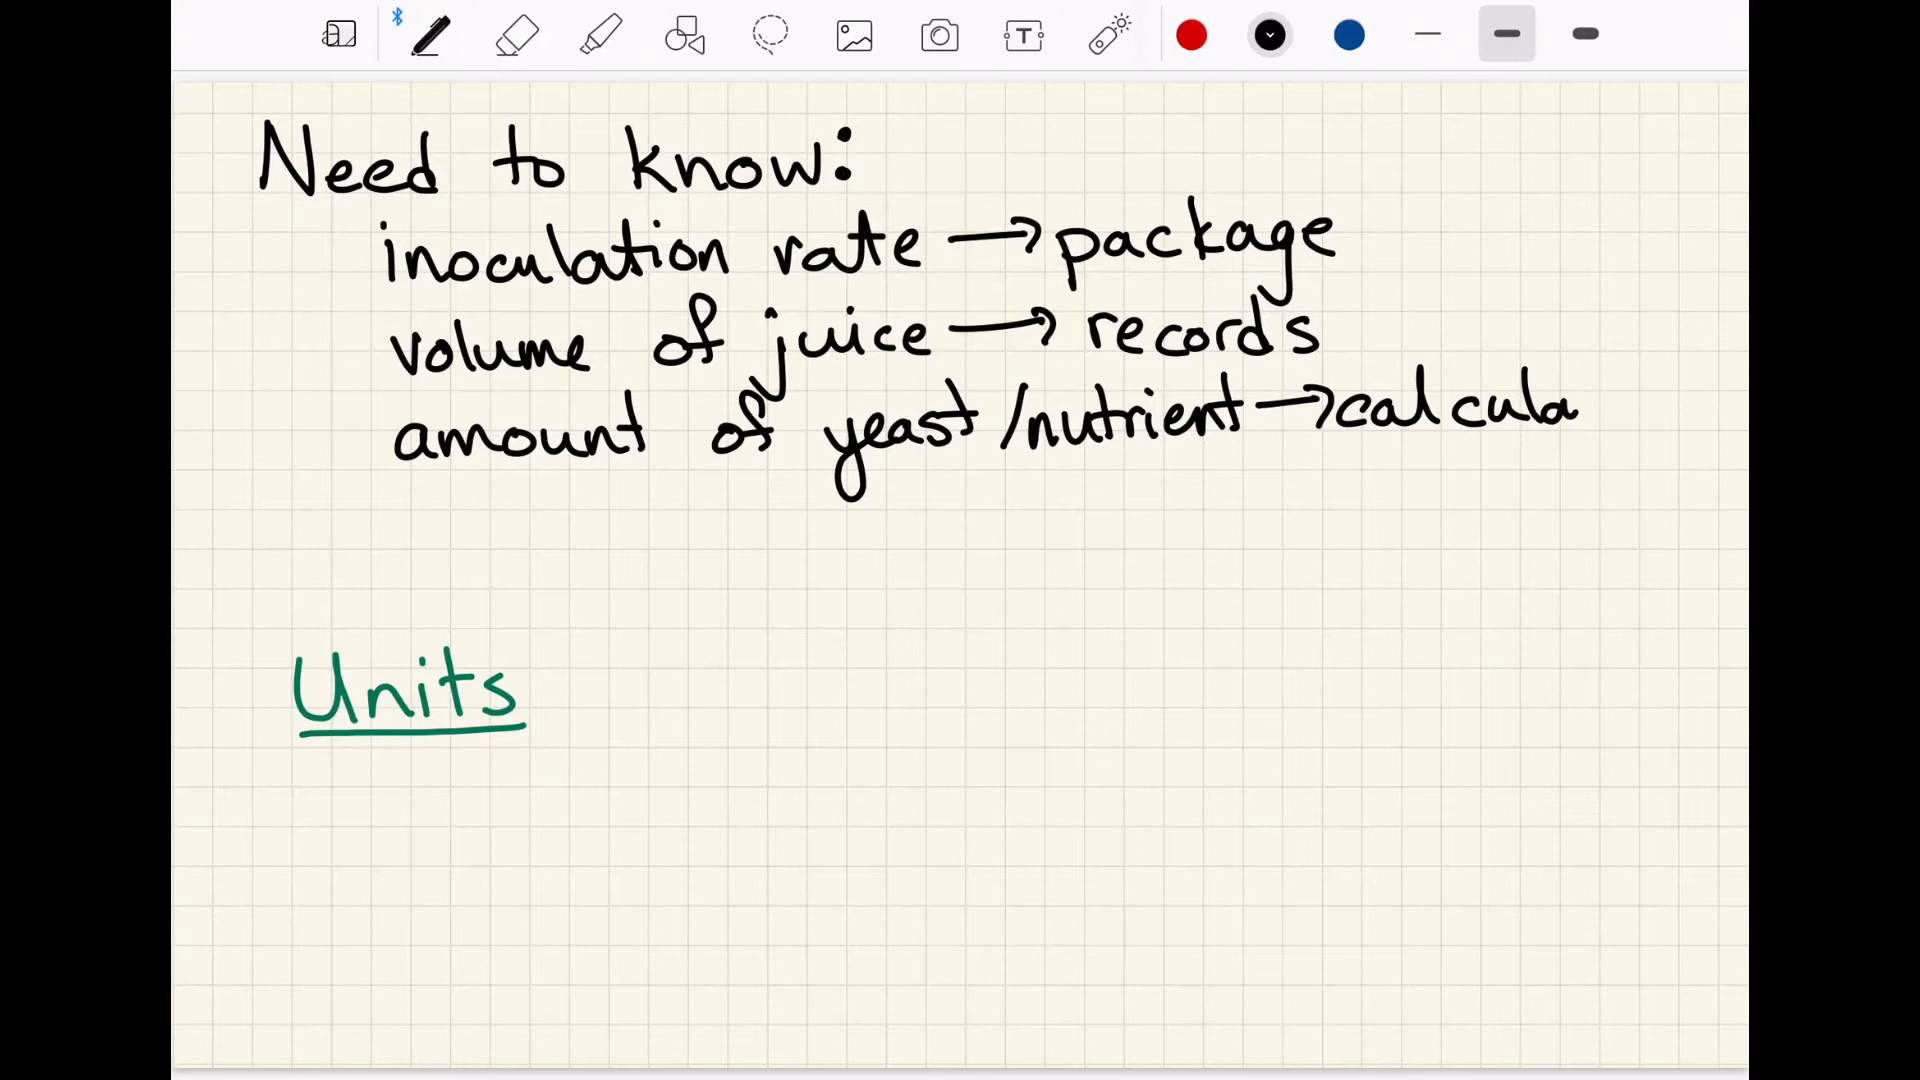 Need to know:
inoculation rate → package
volume of juice → records
amount of yeast/nutrient → calcula
Units